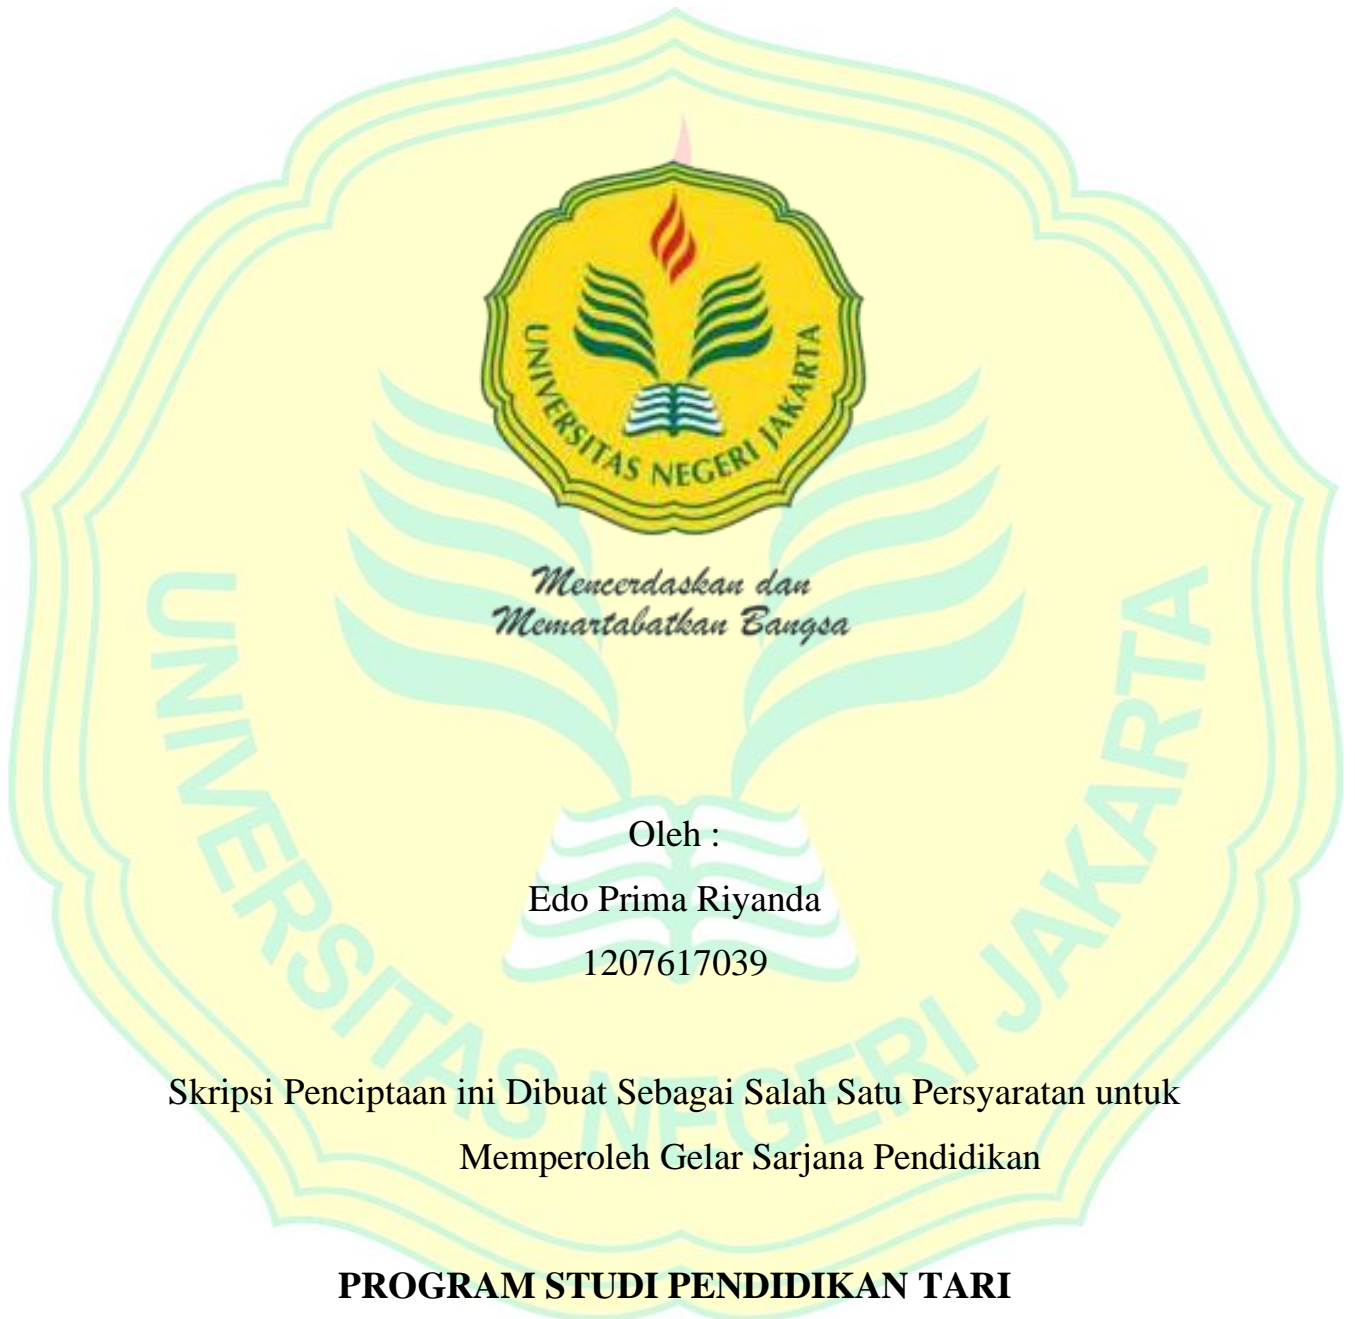 UNIVERSITAS NEGERI JAKARTA
Mencerdaskan dan
Memartabatkan Bangsa
UNIVERSITAS NEGERI JAKARTA
Oleh :
Edo Prima Riyanda
1207617039
Skripsi Penciptaan ini Dibuat Sebagai Salah Satu Persyaratan untuk
Memperoleh Gelar Sarjana Pendidikan
PROGRAM STUDI PENDIDIKAN TARI